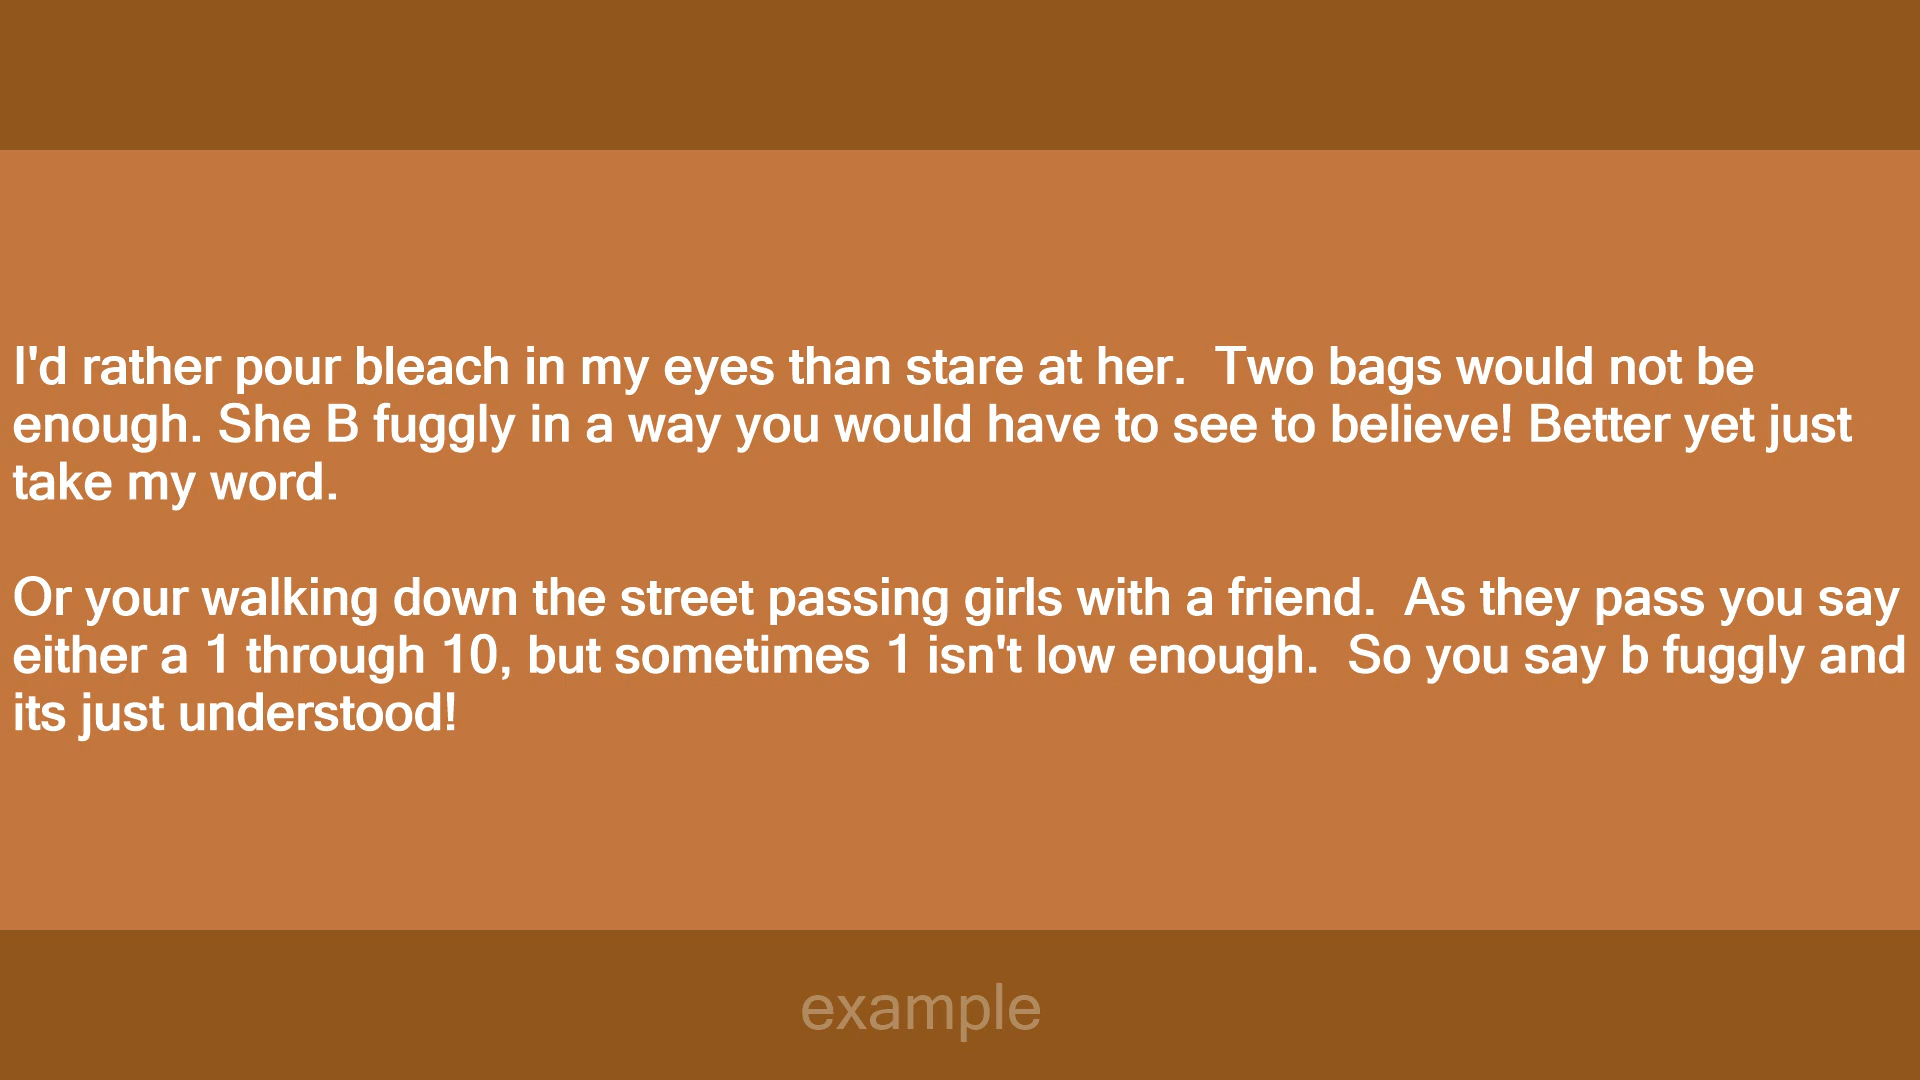 I'd rather pour bleach in my eyes than stare at her.  Two bags would not be
enough. She B fuggly in a way you would have to see to believe! Better yet just
take my word.
Or your walking down the street passing girls with a friend.  As they pass you say
either a 1 through 10, but sometimes 1 isn't low enough.  So you say b fuggly and
its just understood!
example